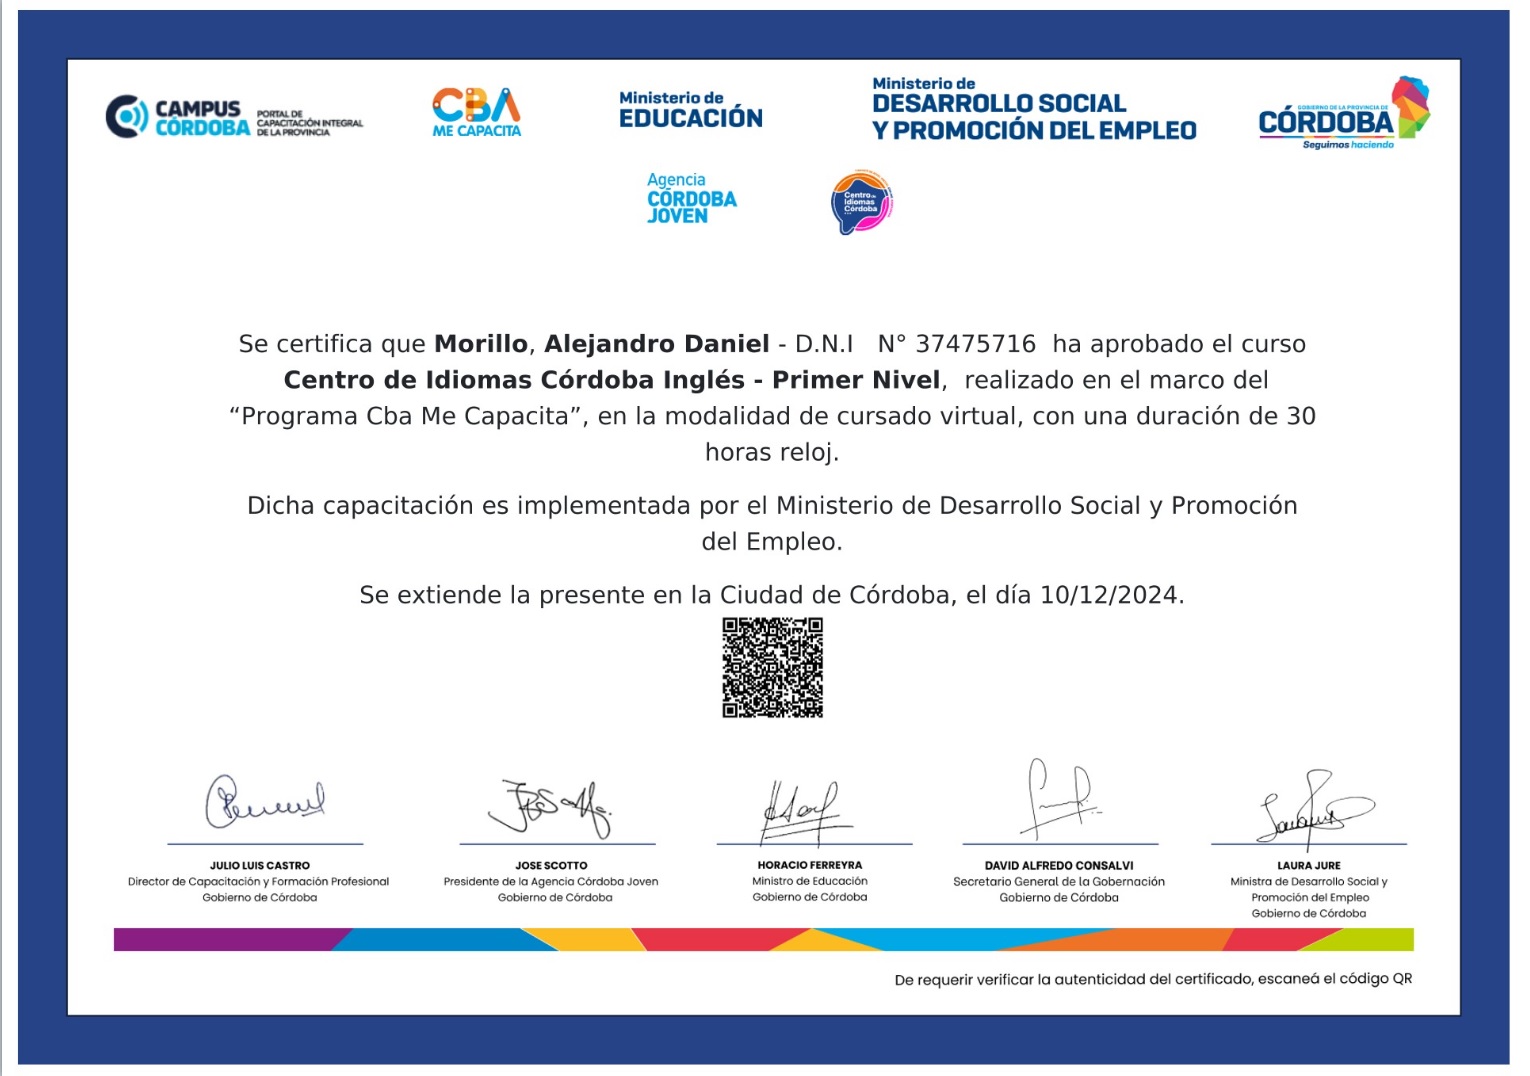 CAMPUS CÓRDOBA
PORTAL DE
CAPACITACIÓN INTEGRAL
DE LA PROVINCIA
CBA
ME CAPACITA
Ministerio de
EDUCACIÓN
Ministerio de
DESARROLLO SOCIAL
Y PROMOCIÓN DEL EMPLEO
GOBIERNO DE LA PROVINCIA DE
CÓRDOBA
Seguimos haciendo
Agencia
CÓRDOBA
JOVEN
Centro de
Idiomas
Córdoba
Se certifica que Morillo, Alejandro Daniel - D.N.I N° 37475716 ha aprobado el curso
Centro de Idiomas Córdoba Inglés - Primer Nivel, realizado en el marco del
“Programa Cba Me Capacita”, en la modalidad de cursado virtual, con una duración de 30
horas reloj.
Dicha capacitación es implementada por el Ministerio de Desarrollo Social y Promoción
del Empleo.
Se extiende la presente en la Ciudad de Córdoba, el día 10/12/2024.
JULIO LUIS CASTRO
Director de Capacitación y Formación Profesional
Gobierno de Córdoba
JOSE SCOTTO
Presidente de la Agencia Córdoba Joven
Gobierno de Córdoba
HORACIO FERREYRA
Ministro de Educación
Gobierno de Córdoba
DAVID ALFREDO CONSALVI
Secretario General de la Gobernación
Gobierno de Córdoba
LAURA JURE
Ministra de Desarrollo Social y
Promoción del Empleo
Gobierno de Córdoba
De requerir verificar la autenticidad del certificado, escaneá el código QR